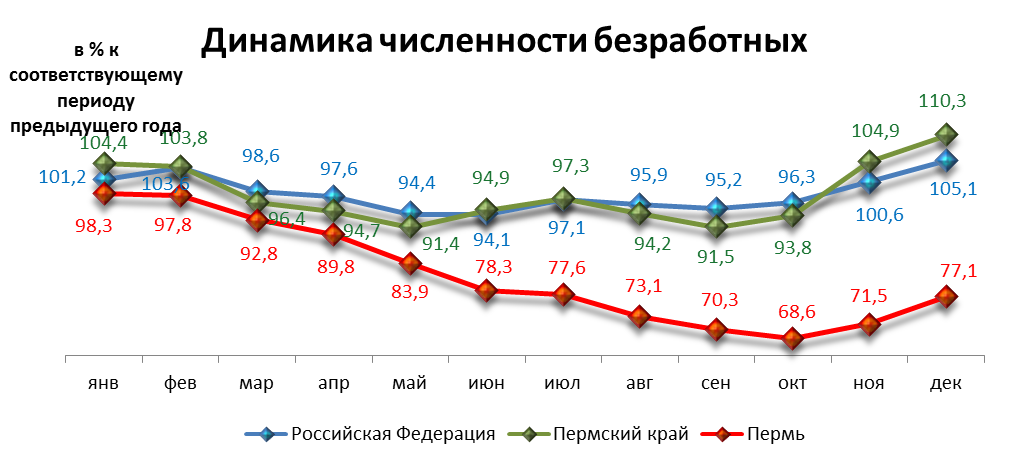 Динамика численности безработных
в % к
соответствующему
периоду
предыдущего года
104,4 103,8 98,6 97,6 94,4 94,9 97,3 95,9 95,2 96,3 104,9 110,3
101,2 103,5 96,4 94,7 91,4 94,1 97,1 94,2 91,5 93,8 100,6 105,1
98,3 97,8 92,8 89,8 83,9 78,3 77,6 73,1 70,3 68,6 71,5 77,1
янв фев мар апр май июн июл авг сен окт ноя дек
Российская Федерация Пермский край Пермь